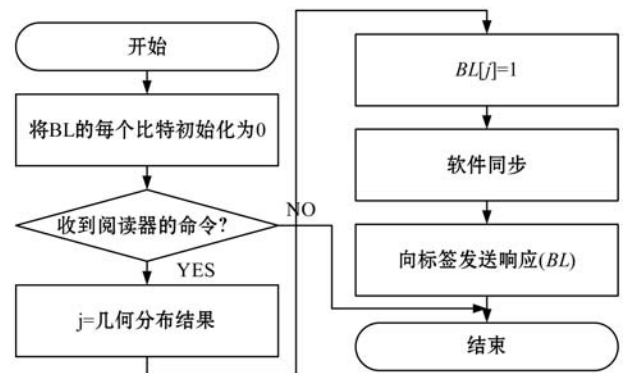 开始
将BL的每个比特初始化为0
收到阅读器的命令?
NO
YES
j=几何分布结果
BL[j]=1
软件同步
向标签发送响应(BL)
结束